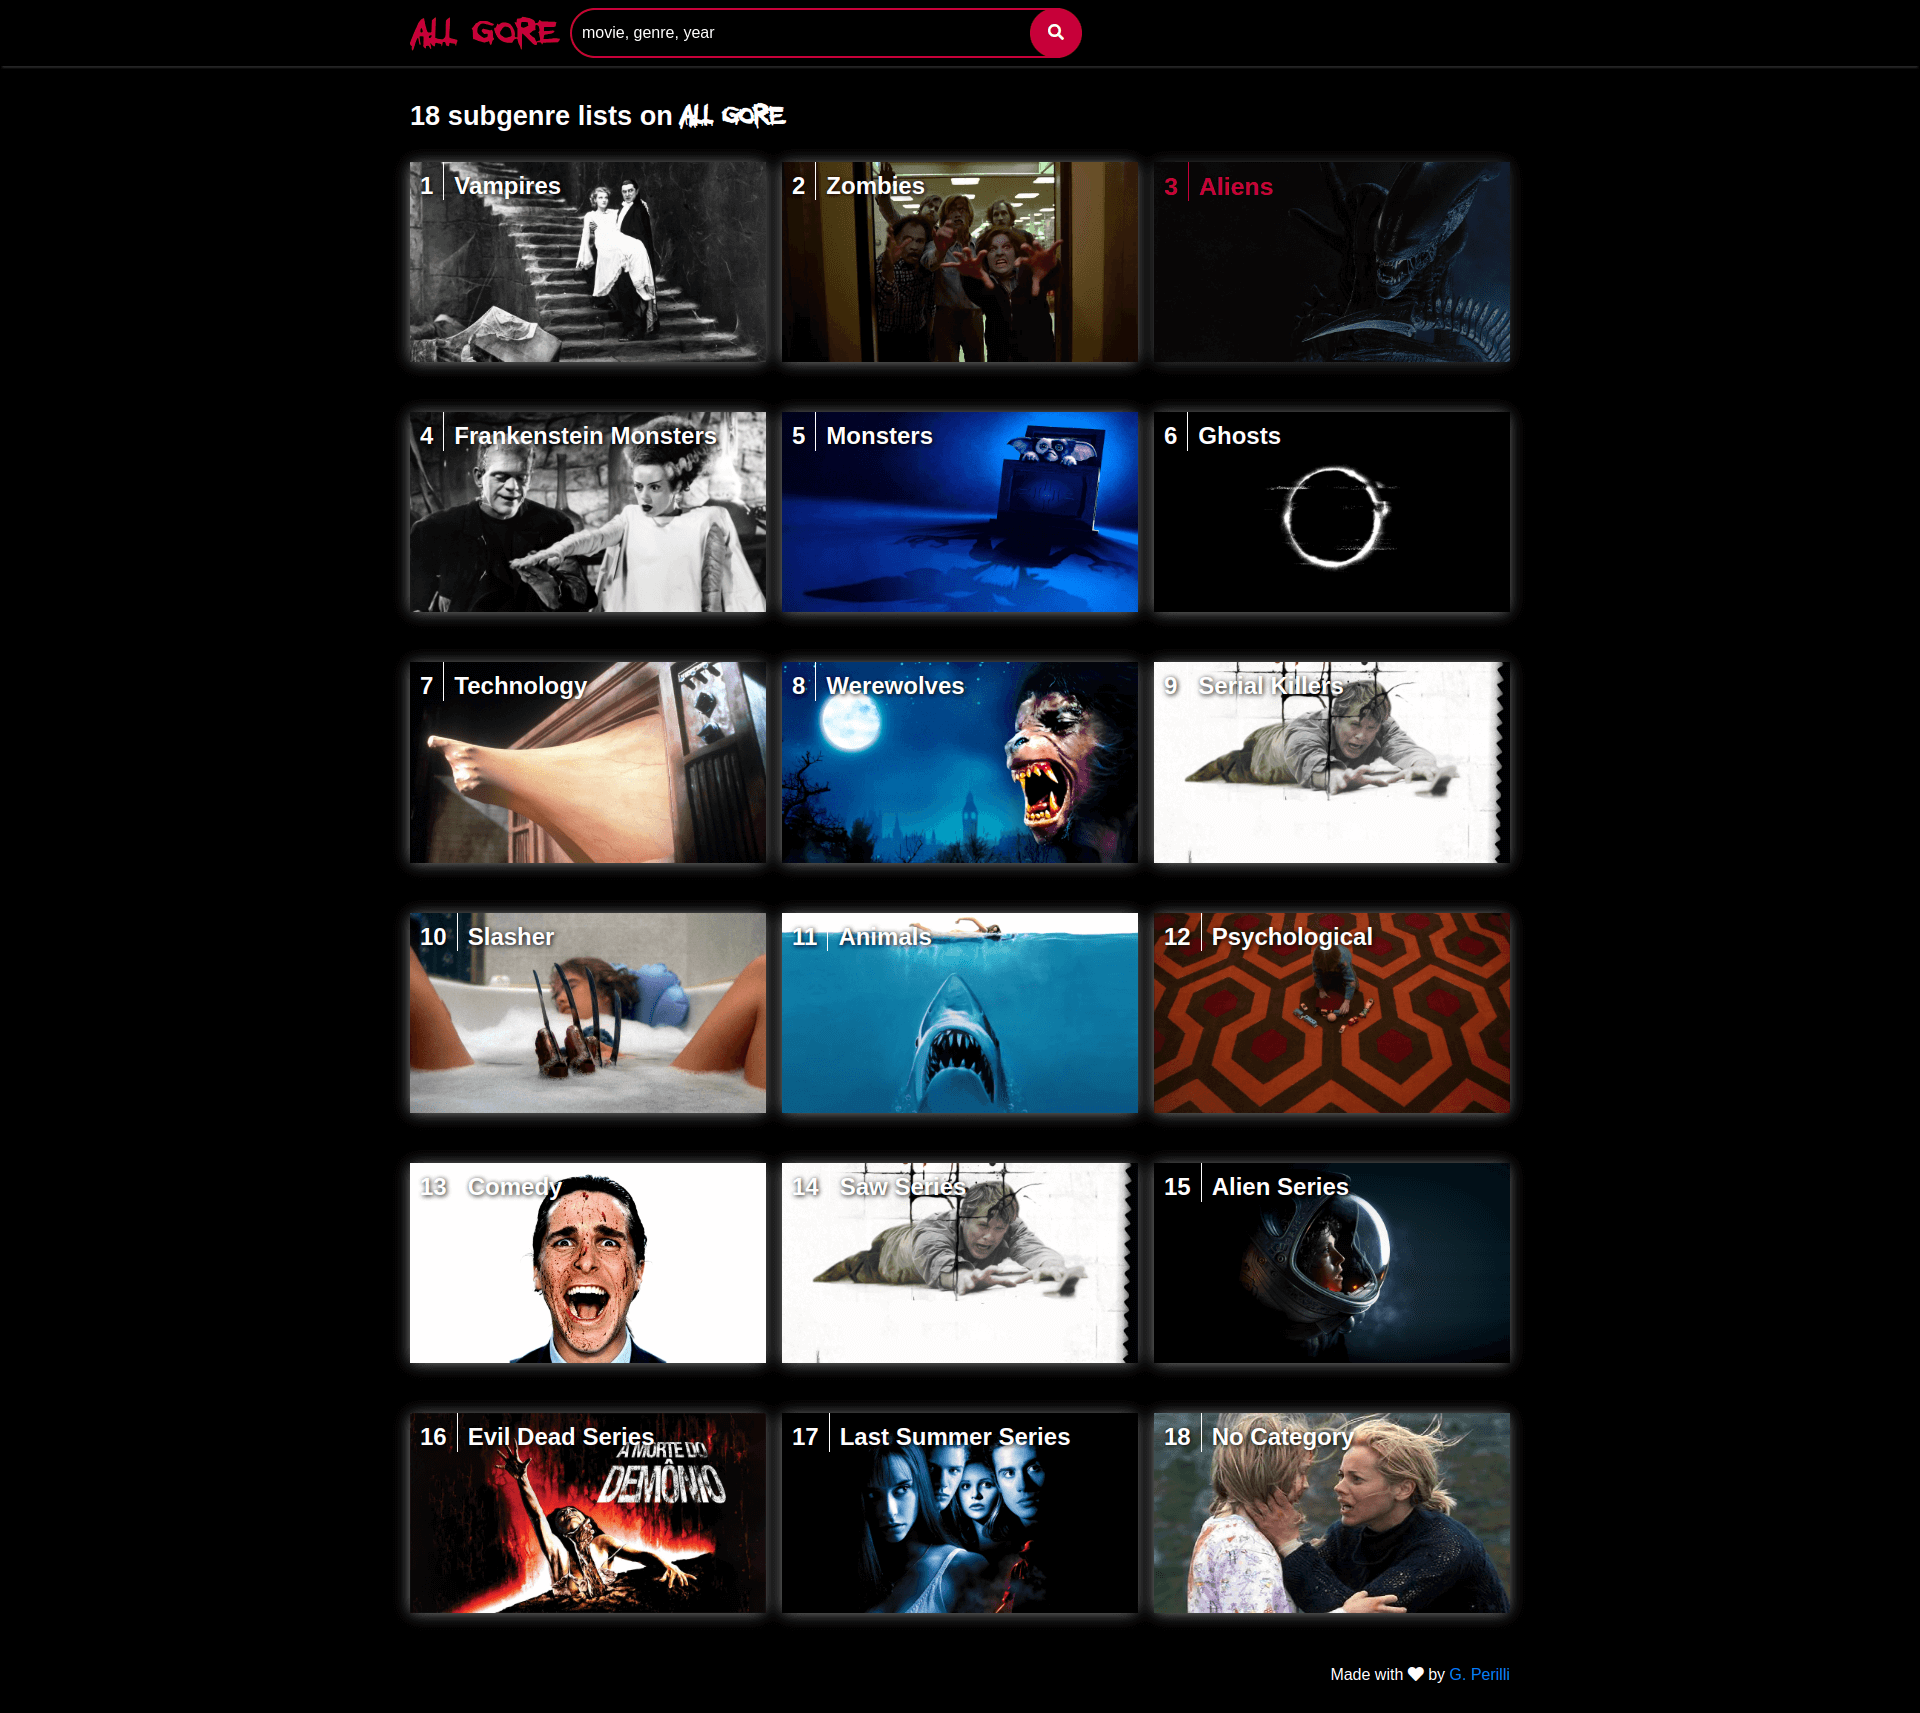 ALL GORE
movie, genre, year
18 subgenre lists on ALL GORE
1 Vampires
2 Zombies
3 Aliens
4 Frankenstein Monsters
5 Monsters
6 Ghosts
7 Technology
8 Werewolves
9 Serial Killers
10 Slasher
11 Animals
12 Psychological
13 Comedy
14 Saw Series
15 Alien Series
16 Evil Dead Series
A MORTE DO
DEMÔNIO
17 Last Summer Series
18 No Category
Made with by G. Perilli